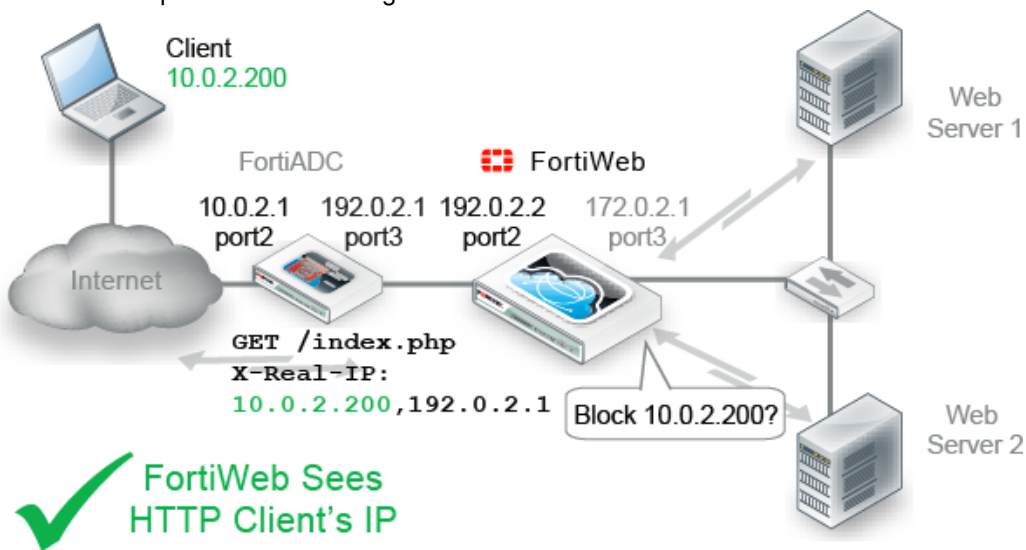 Client
10.0.2.200
FortiADC
FortiWeb
10.0.2.1
port2
192.0.2.1
port3
192.0.2.2
port2
172.0.2.1
port3
Web
Server 1
Internet
GET /index.php
X-Real-IP:
10.0.2.200,192.0.2.1
Block 10.0.2.200?
Web
Server 2
FortiWeb Sees
HTTP Client's IP